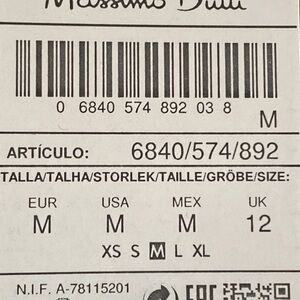 Massimo Dutti
0 6840 574 892 03 8
M
ARTÍCULO: 6840/574/892
TALLA/TALHA/STORLEK/TAILLE/GRÖBE/SIZE:
EUR USA MEX UK
M M M 12
XS S M L XL
N.I.F. A-78115201
EAC